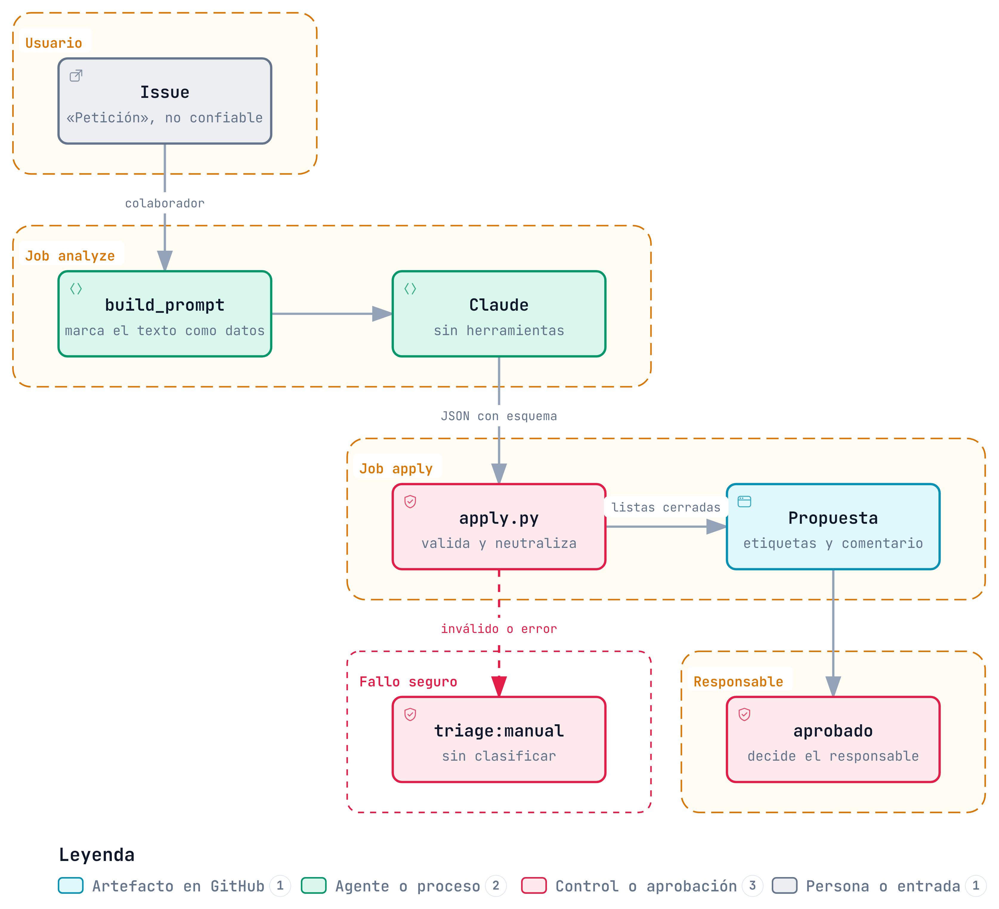 Usuario
Issue
«Petición», no confiable
colaborador
Job analyze
build_prompt
marca el texto como datos
Claude
sin herramientas
JSON con esquema
Job apply
apply.py
valida y neutraliza
listas cerradas
Propuesta
etiquetas y comentario
inválido o error
Fallo seguro
triage:manual
sin clasificar
Responsable
aprobado
decide el responsable
Leyenda
Artefacto en GitHub 1
Agente o proceso 2
Control o aprobación 3
Persona o entrada 1